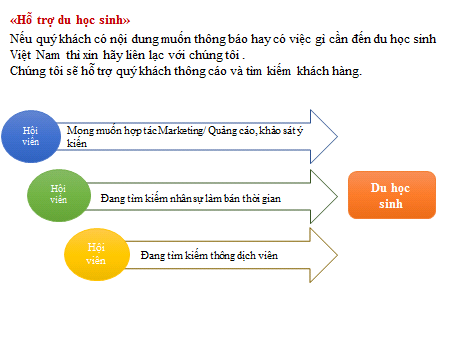 «Hỗ trợ du học sinh»
Nếu quý khách có nội dung muốn thông báo hay có việc gì cần đến du học sinh
Việt Nam thì xin hãy liên lạc với chúng tôi .
Chúng tôi sẽ hỗ trợ quý khách thông cáo và tìm kiếm khách hàng.
Hội
viên
Mong muốn hợp tác Marketing/ Quảng cáo, khảo sát ý
kiến
Hội
viên
Đang tìm kiếm nhân sự làm bán thời gian
Du học
sinh
Hội
viên
Đang tìm kiếm thông dịch viên